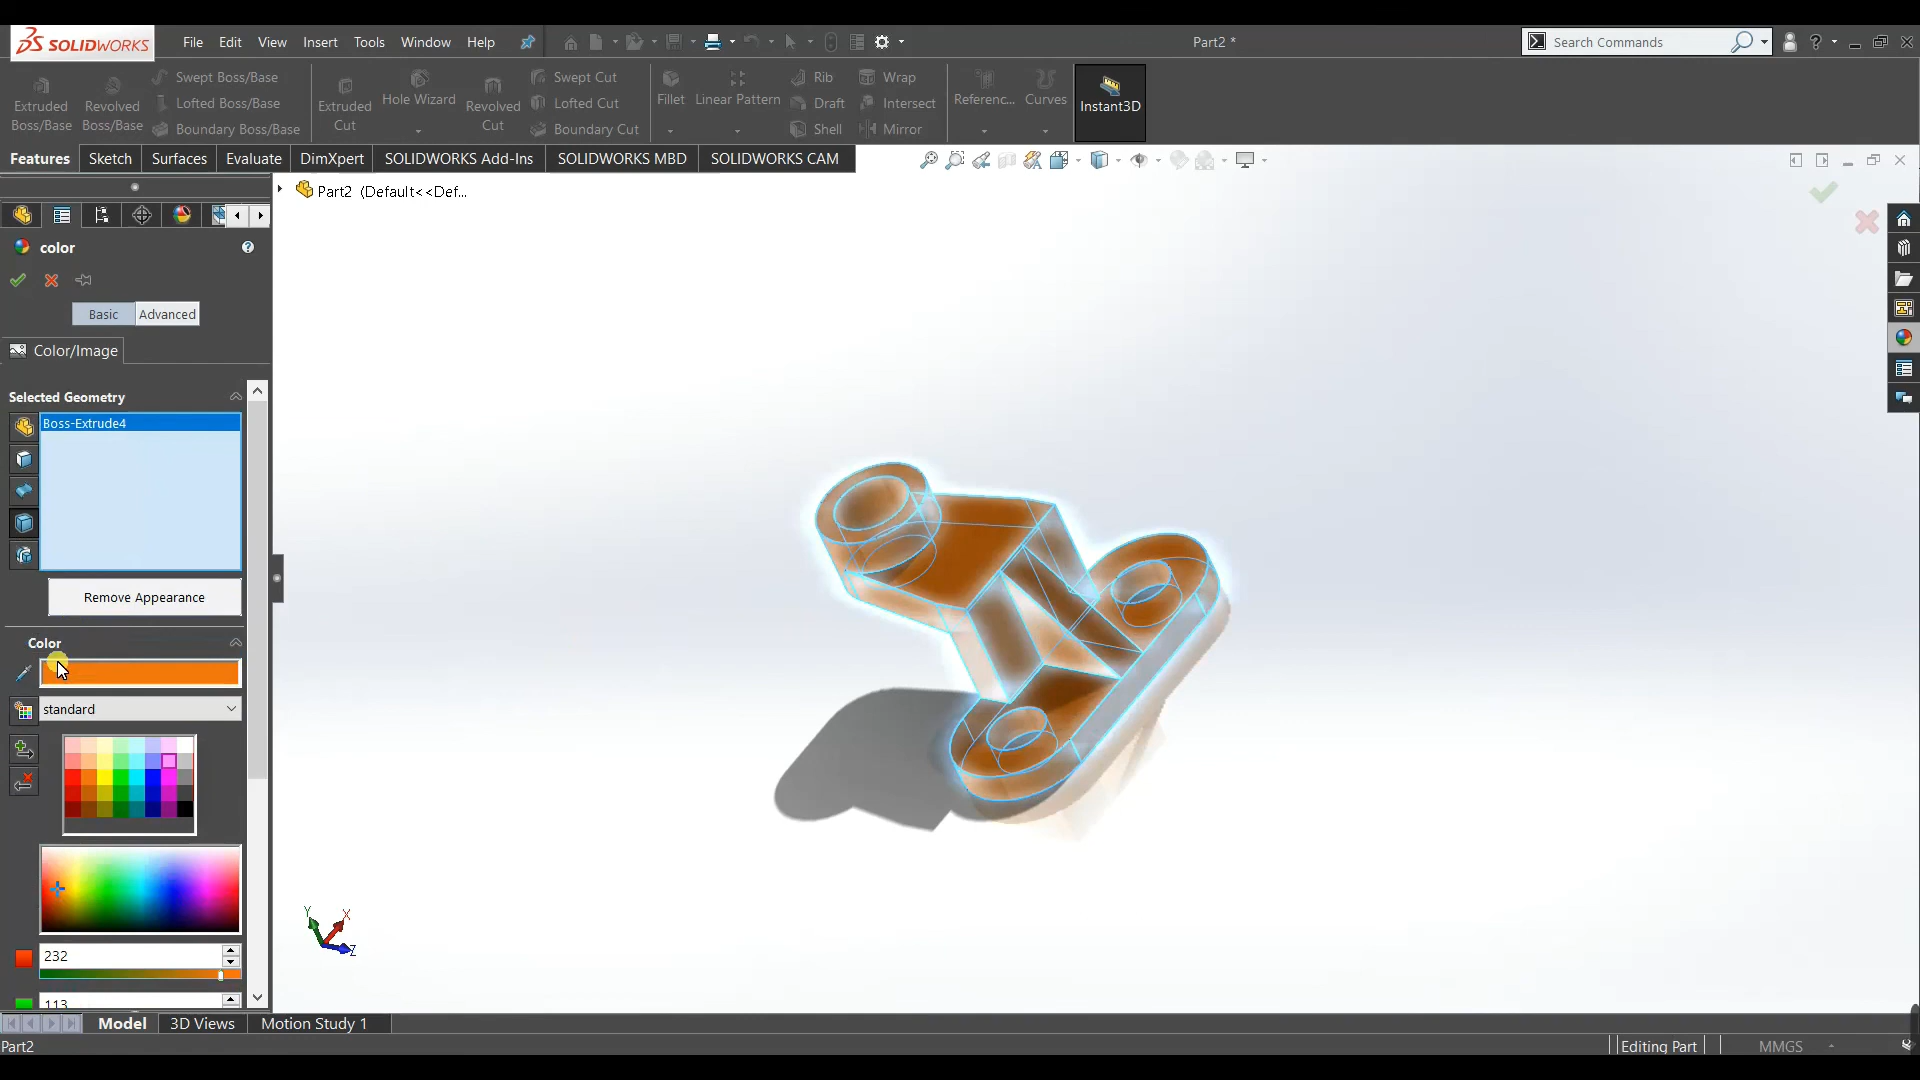 SOLIDWORKS File Edit View Insert Tools Window Help Part2 * Search Commands
Extruded Boss/Base Revolved Boss/Base Swept Boss/Base Lofted Boss/Base Boundary Boss/Base Extruded Cut Hole Wizard Revolved Cut Swept Cut Lofted Cut Boundary Cut Fillet Linear Pattern Rib Draft Shell Wrap Intersect Mirror Referenc... Curves Instant3D
Features Sketch Surfaces Evaluate DimXpert SOLIDWORKS Add-Ins SOLIDWORKS MBD SOLIDWORKS CAM
Part2 (Default<<Def...
color
Basic Advanced
Color/Image
Selected Geometry
Boss-Extrude4
Remove Appearance
Color
standard
232
113
Y X Z
Model 3D Views Motion Study 1
Part2 Editing Part MMGS